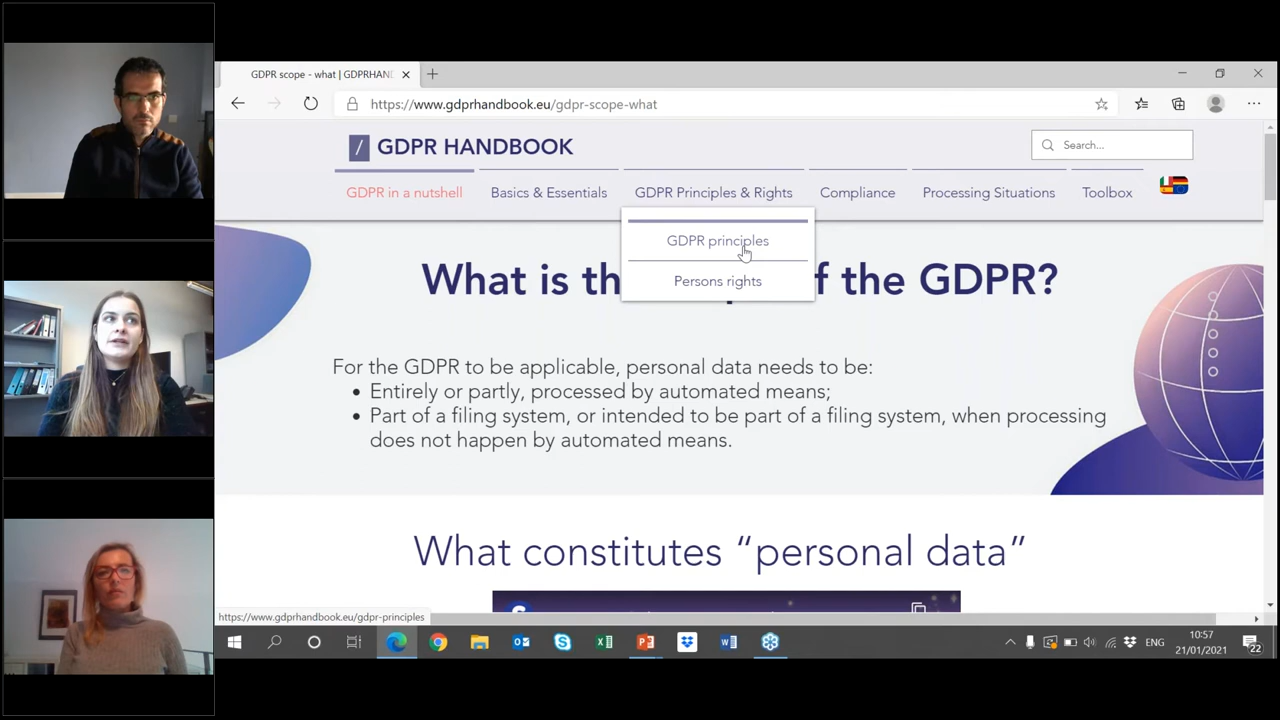 GDPR scope - what | GDPRHAN
https://www.gdprhandbook.eu/gdpr-scope-what
/ GDPR HANDBOOK
Search...
GDPR in a nutshell
Basics & Essentials
GDPR Principles & Rights
Compliance
Processing Situations
Toolbox
GDPR principles
Persons rights
What is the of the GDPR?
For the GDPR to be applicable, personal data needs to be:
• Entirely or partly, processed by automated means;
• Part of a filing system, or intended to be part of a filing system, when processing
does not happen by automated means.
What constitutes “personal data”
https://www.gdprhandbook.eu/gdpr-principles
ENG
10:57
21/01/2021
22